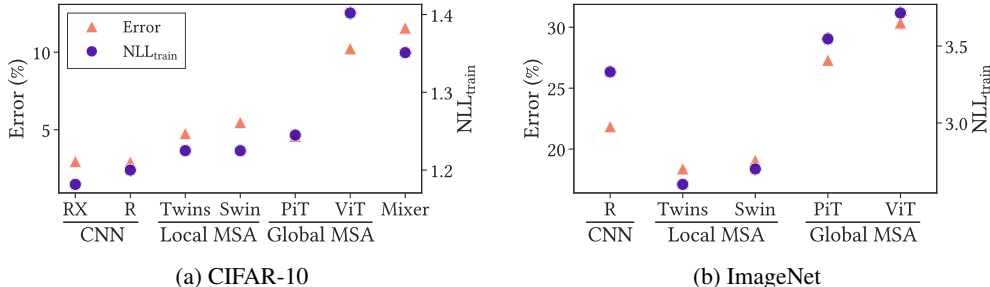 Error (%)
10
5
Error
NLLtrain
1.4
1.3
1.2
NLLtrain
RX R Twins Swin PiT ViT Mixer
CNN Local MSA Global MSA
(a) CIFAR-10
Error (%)
30
25
20
3.5
3.0
NLLtrain
R Twins Swin PiT ViT
CNN Local MSA Global MSA
(b) ImageNet